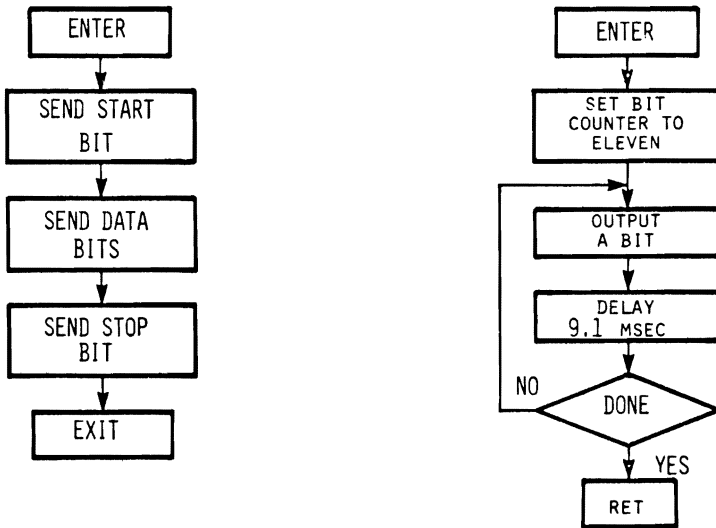 ENTER
SEND START
BIT
SEND DATA
BITS
SEND STOP
BIT
EXIT
ENTER
SET BIT
COUNTER TO
ELEVEN
OUTPUT
A BIT
DELAY
9.1 MSEC
NO
DONE
YES
RET